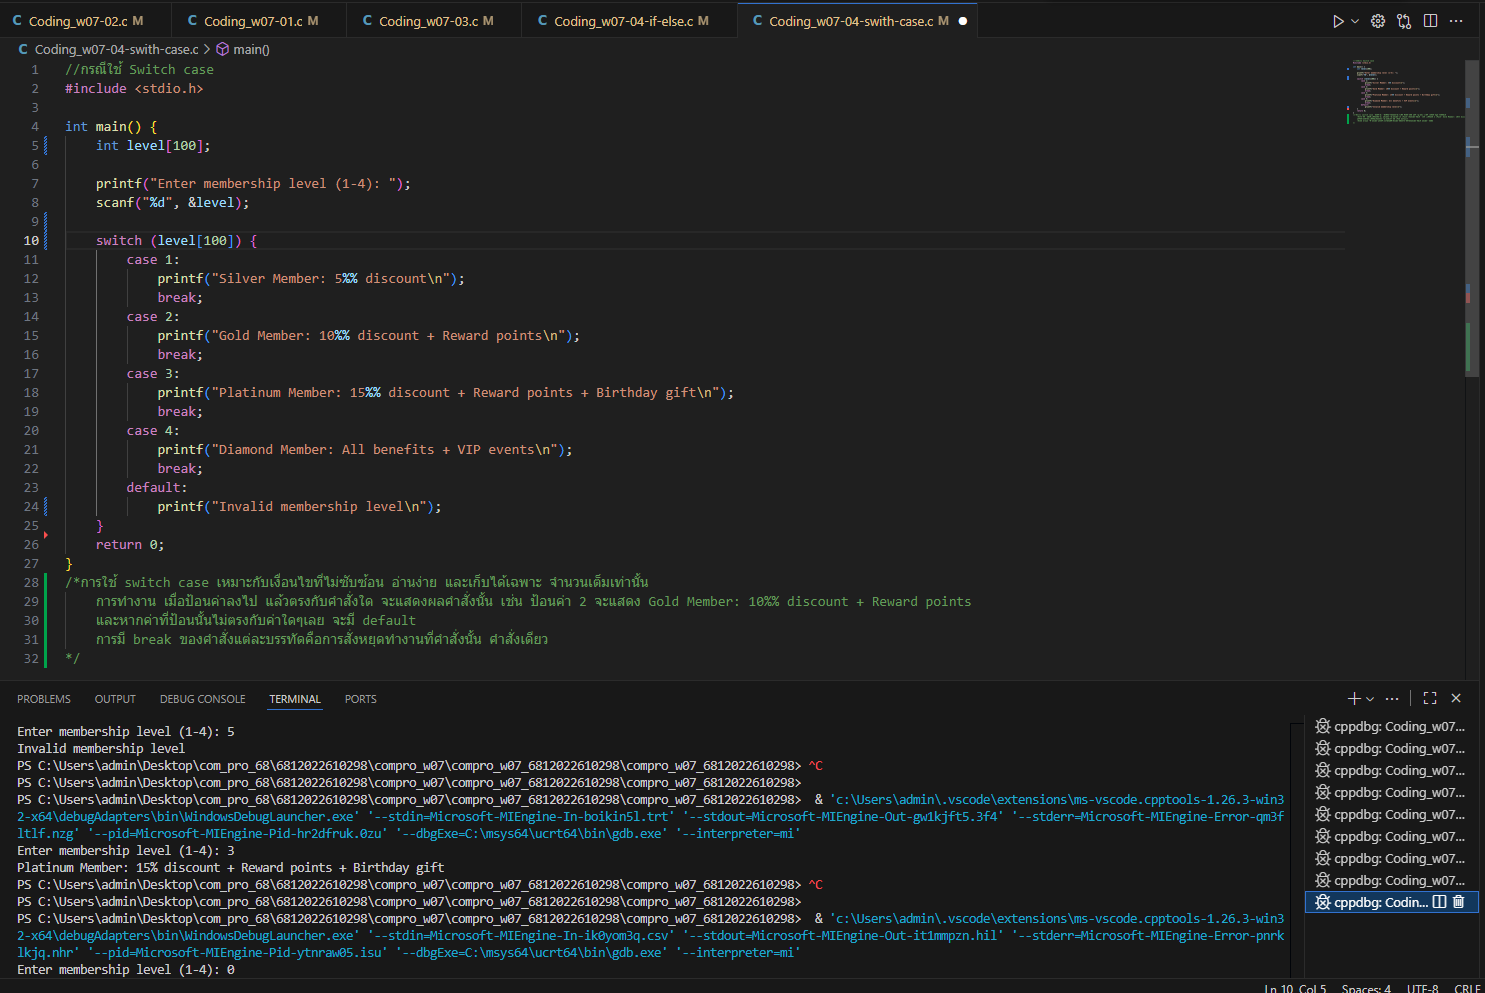 Coding_w07-02.c M
Coding_w07-01.c M
Coding_w07-03.c M
Coding_w07-04-if-else.c M
Coding_w07-04-swith-case.c M
Coding_w07-04-swith-case.c > main()
1 //กรณีใช้ Switch case
2 #include <stdio.h>
3
4 int main() {
5 int level[100];
6
7 printf("Enter membership level (1-4): ");
8 scanf("%d", &level);
9
10 switch (level[100]) {
11 case 1:
12 printf("Silver Member: 5%% discount\n");
13 break;
14 case 2:
15 printf("Gold Member: 10%% discount + Reward points\n");
16 break;
17 case 3:
18 printf("Platinum Member: 15%% discount + Reward points + Birthday gift\n");
19 break;
20 case 4:
21 printf("Diamond Member: All benefits + VIP events\n");
22 break;
23 default:
24 printf("Invalid membership level\n");
25 }
26 return 0;
27 }
28 /*การใช้ switch case เหมาะกับเงื่อนไขที่ไม่ซับซ้อน อ่านง่าย และเก็บได้เฉพาะ จำนวนเต็มเท่านั้น
29 การทำงาน เมื่อป้อนค่าลงไป แล้วตรงกับคำสั่งใด จะแสดงผลคำสั่งนั้น เช่น ป้อนค่า 2 จะแสดง Gold Member: 10%% discount + Reward points
30 และหากค่าที่ป้อนนั้นไม่ตรงกับค่าใดๆเลย จะมี default
31 การมี break ของคำสั่งแต่ละบรรทัดคือการสั่งหยุดทำงานที่คำสั่งนั้น คำสั่งเดียว
32 */
PROBLEMS OUTPUT DEBUG CONSOLE TERMINAL PORTS
Enter membership level (1-4): 5
Invalid membership level
PS C:\Users\admin\Desktop\com_pro_68\6812022610298\compro_w07\compro_w07_6812022610298\compro_w07_6812022610298> ^C
PS C:\Users\admin\Desktop\com_pro_68\6812022610298\compro_w07\compro_w07_6812022610298\compro_w07_6812022610298>
PS C:\Users\admin\Desktop\com_pro_68\6812022610298\compro_w07\compro_w07_6812022610298\compro_w07_6812022610298> & 'c:\Users\admin\.vscode\extensions\ms-vscode.cpptools-1.26.3-win3
2-x64\debugAdapters\bin\WindowsDebugLauncher.exe' '--stdin=Microsoft-MIEngine-In-boikin5l.trt' '--stdout=Microsoft-MIEngine-Out-gw1kjft5.3f4' '--stderr=Microsoft-MIEngine-Error-qm3f
ltlf.nzg' '--pid=Microsoft-MIEngine-Pid-hr2dfruk.0zu' '--dbgExe=C:\msys64\ucrt64\bin\gdb.exe' '--interpreter=mi'
Enter membership level (1-4): 3
Platinum Member: 15% discount + Reward points + Birthday gift
PS C:\Users\admin\Desktop\com_pro_68\6812022610298\compro_w07\compro_w07_6812022610298\compro_w07_6812022610298> ^C
PS C:\Users\admin\Desktop\com_pro_68\6812022610298\compro_w07\compro_w07_6812022610298\compro_w07_6812022610298>
PS C:\Users\admin\Desktop\com_pro_68\6812022610298\compro_w07\compro_w07_6812022610298\compro_w07_6812022610298> & 'c:\Users\admin\.vscode\extensions\ms-vscode.cpptools-1.26.3-win3
2-x64\debugAdapters\bin\WindowsDebugLauncher.exe' '--stdin=Microsoft-MIEngine-In-ik0yom3q.csv' '--stdout=Microsoft-MIEngine-Out-it1mmpzn.hil' '--stderr=Microsoft-MIEngine-Error-pnrk
lkjq.nhr' '--pid=Microsoft-MIEngine-Pid-ytnraw05.isu' '--dbgExe=C:\msys64\ucrt64\bin\gdb.exe' '--interpreter=mi'
Enter membership level (1-4): 0
cppdbg: Coding_w07...
cppdbg: Coding_w07...
cppdbg: Coding_w07...
cppdbg: Coding_w07...
cppdbg: Coding_w07...
cppdbg: Coding_w07...
cppdbg: Coding_w07...
cppdbg: Coding_w07...
cppdbg: Codin...
Ln 10, Col 5 Spaces: 4 UTF-8 CRLF